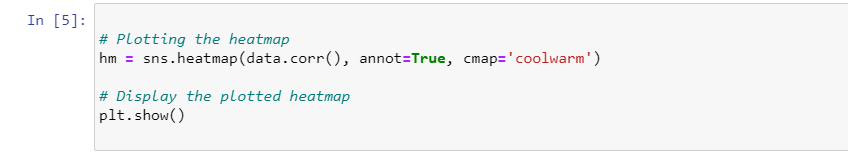 In [5]:
# Plotting the heatmap
hm = sns.heatmap(data.corr(), annot=True, cmap='coolwarm')
# Display the plotted heatmap
plt.show()